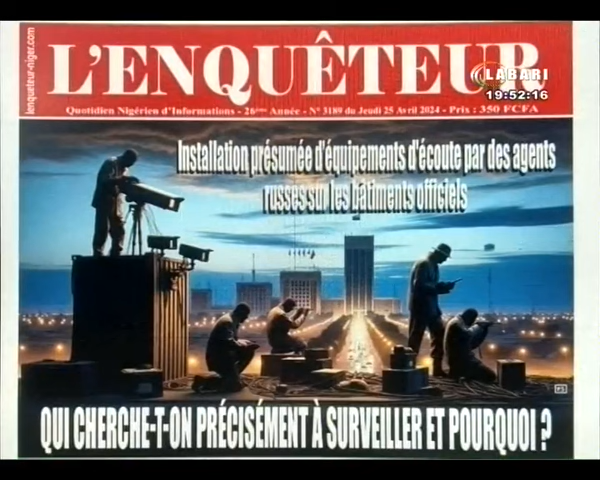 lenqueteur-niger.com
L'ENQUÊTEUR
LABARI
19:52:16
Quotidien Nigérien d'Informations - 26ème Année - N° 3189 du Jeudi 25 Avril 2024 - Prix : 350 FCFA
Installation présumée d'équipements d'écoute par des agents
russes sur les bâtiments officiels
QUI CHERCHE-T-ON PRÉCISÉMENT À SURVEILLER ET POURQUOI ?